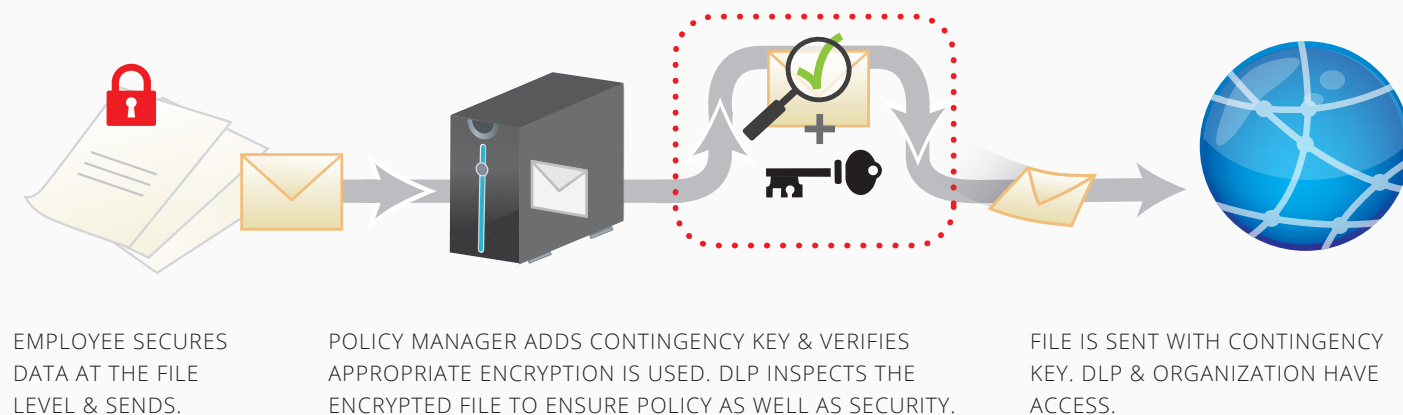 EMPLOYEE SECURES
DATA AT THE FILE
LEVEL & SENDS.
POLICY MANAGER ADDS CONTINGENCY KEY & VERIFIES
APPROPRIATE ENCRYPTION IS USED. DLP INSPECTS THE
ENCRYPTED FILE TO ENSURE POLICY AS WELL AS SECURITY.
FILE IS SENT WITH CONTINGENCY
KEY. DLP & ORGANIZATION HAVE
ACCESS.